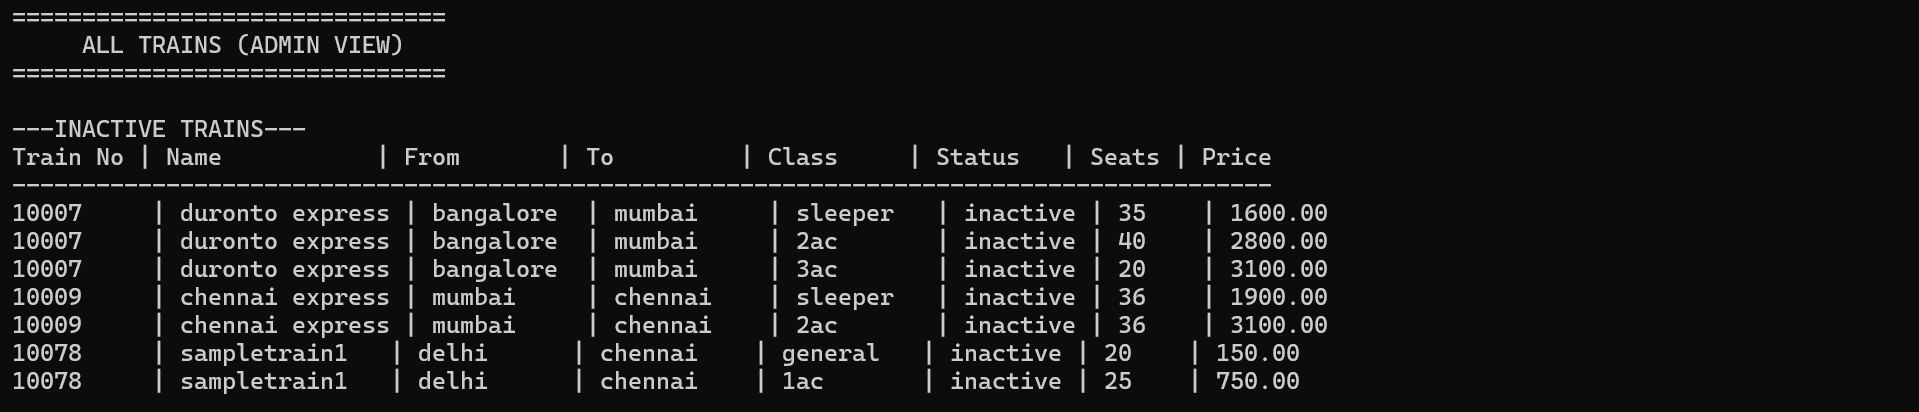 ===============================
     ALL TRAINS (ADMIN VIEW)
===============================

---INACTIVE TRAINS---
Train No | Name           | From       | To         | Class     | Status   | Seats | Price
------------------------------------------------------------------------------------------
10007     | duronto express | bangalore  | mumbai     | sleeper   | inactive | 35    | 1600.00
10007     | duronto express | bangalore  | mumbai     | 2ac       | inactive | 40    | 2800.00
10007     | duronto express | bangalore  | mumbai     | 3ac       | inactive | 20    | 3100.00
10009     | chennai express | mumbai     | chennai    | sleeper   | inactive | 36    | 1900.00
10009     | chennai express | mumbai     | chennai    | 2ac       | inactive | 36    | 3100.00
10078     | sampletrain1   | delhi      | chennai    | general   | inactive | 20    | 150.00
10078     | sampletrain1   | delhi      | chennai    | 1ac       | inactive | 25    | 750.00